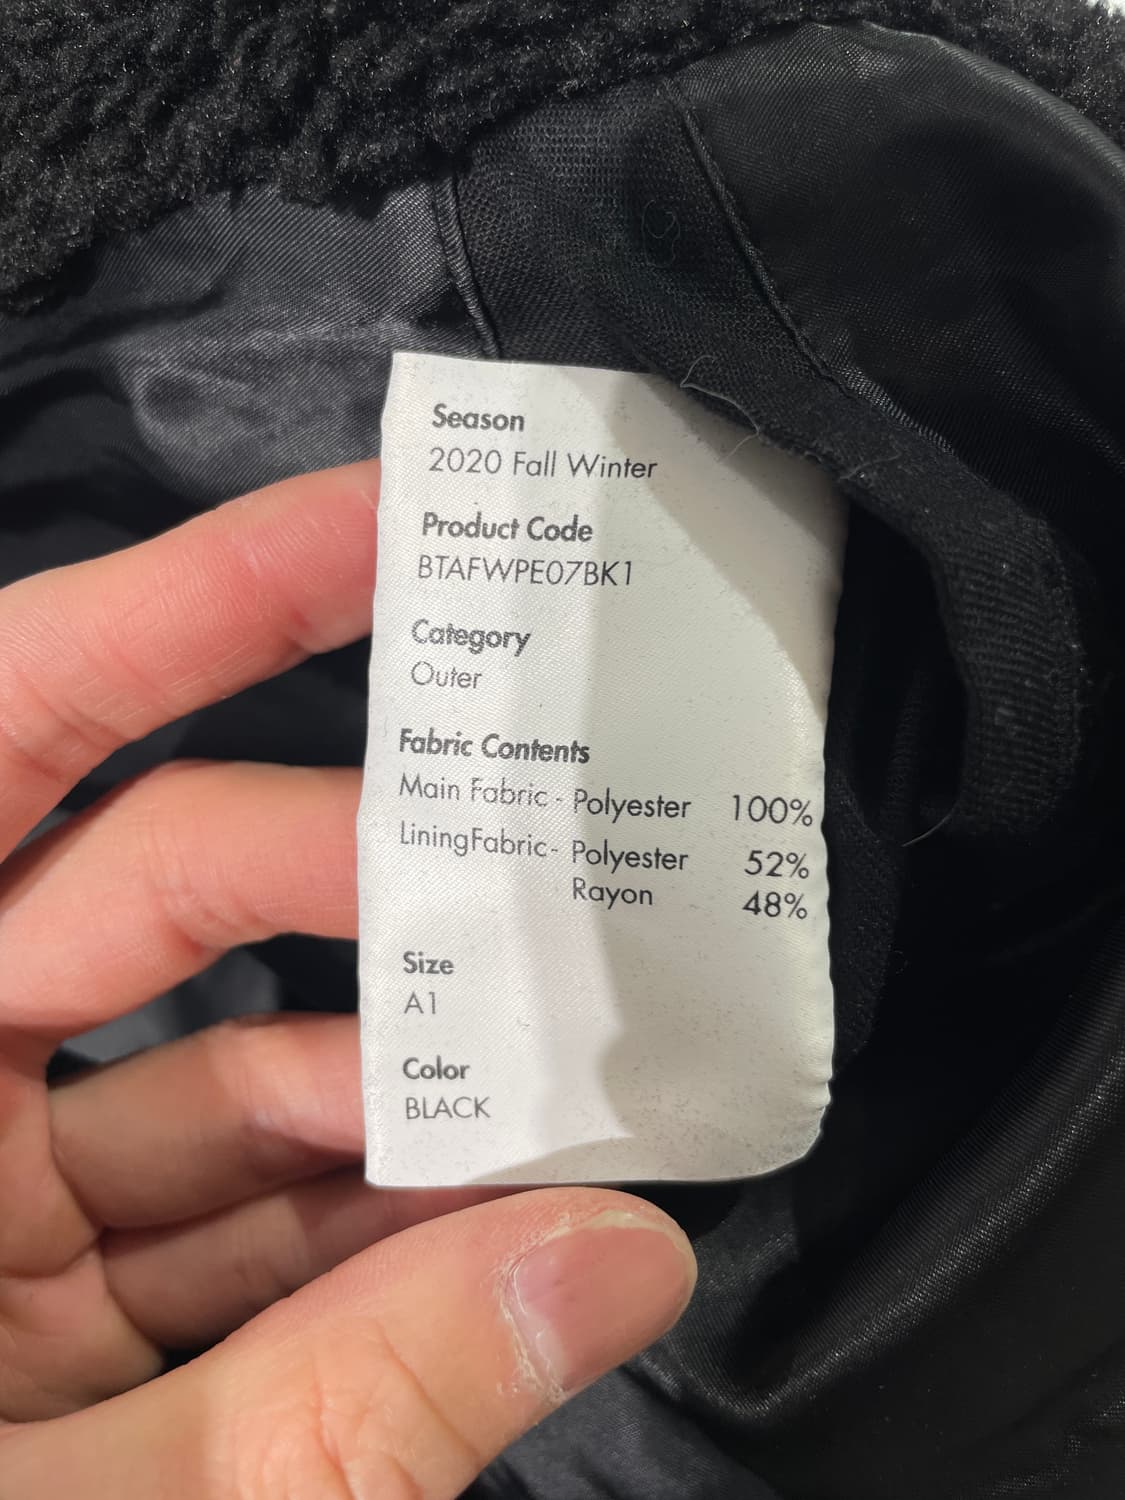 Season
2020 Fall Winter
Product Code
BTAFWPE07BK1
Category
Outer
Fabric Contents
Main Fabric - Polyester 100%
LiningFabric- Polyester 52%
Rayon 48%
Size
A1
Color
BLACK